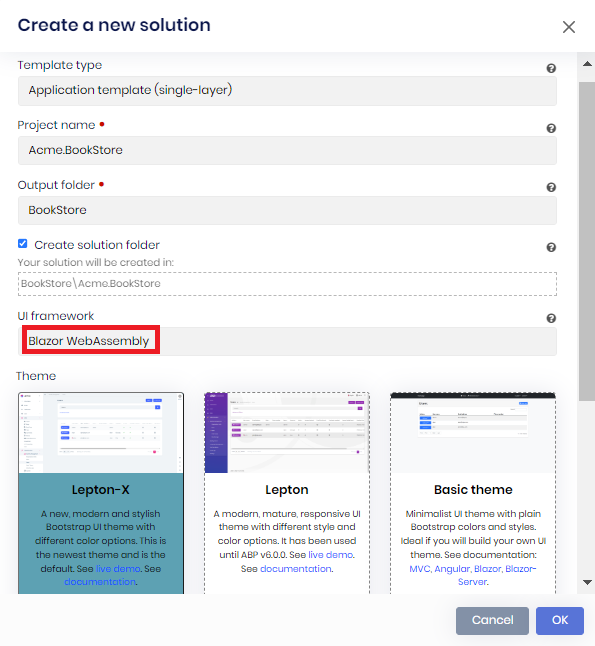 Create a new solution
Template type
Application template (single-layer)
Project name
Acme.BookStore
Output folder
BookStore
Create solution folder
Your solution will be created in:
BookStore\Acme.BookStore
UI framework
Blazor WebAssembly
Theme
Lepton-X
A new, modern and stylish
Bootstrap UI theme with
different color options. This is
the newest theme and is the
default. See live demo. See
documentation.
Lepton
A modern, mature, responsive UI
theme with different style and
color options. It has been used
until ABP v6.0.0. See live demo.
See documentation.
Basic theme
Minimalist UI theme with plain
Bootstrap colors and styles.
Ideal if you will build your own UI
theme. See documentation:
MVC, Angular, Blazor, Blazor-
Server.
Cancel
OK